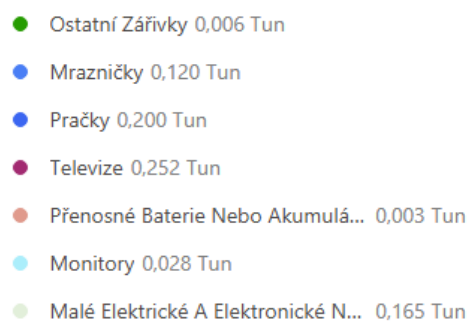 Ostatní Zářivky 0,006 Tun
Mrazničky 0,120 Tun
Pračky 0,200 Tun
Televize 0,252 Tun
Přenosné Baterie Nebo Akumulá... 0,003 Tun
Monitory 0,028 Tun
Malé Elektrické A Elektronické N... 0,165 Tun